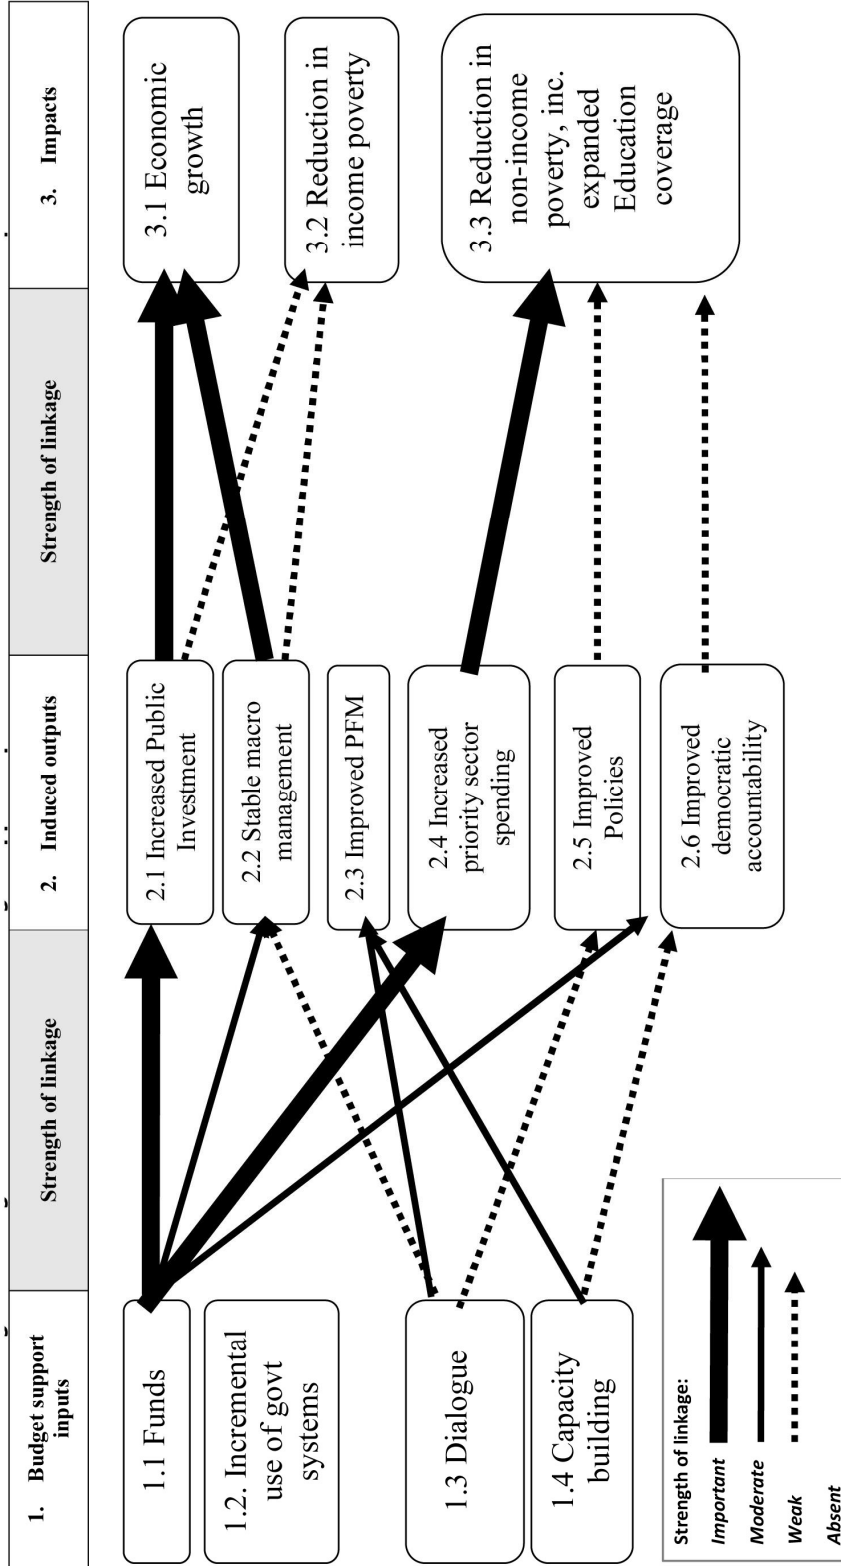 1. Budget support
inputs
Strength of linkage
2. Induced outputs
Strength of linkage
3. Impacts
1.1 Funds
1.2. Incremental
use of govt
systems
1.3 Dialogue
1.4 Capacity
building
2.1 Increased Public
Investment
2.2 Stable macro
management
2.3 Improved PFM
2.4 Increased
priority sector
spending
2.5 Improved
Policies
2.6 Improved
democratic
accountability
3.1 Economic
growth
3.2 Reduction in
income poverty
3.3 Reduction in
non-income
poverty, inc.
expanded
Education
coverage
Strength of linkage:
Important
Moderate
Weak
Absent